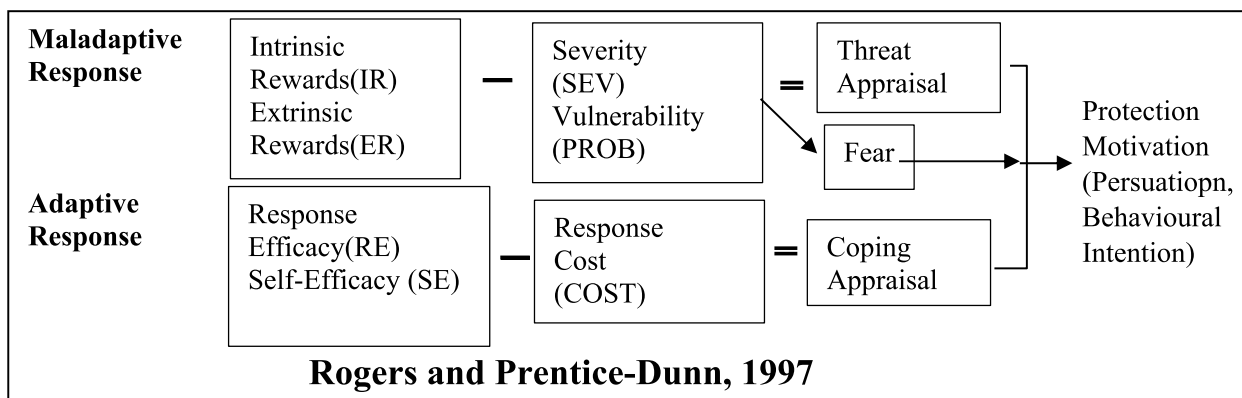 Maladaptive
Response
Intrinsic
Rewards(IR)
Extrinsic
Rewards(ER)
–
Severity
(SEV)
Vulnerability
(PROB)
=
Threat
Appraisal
Fear
Adaptive
Response
Response
Efficacy(RE)
Self-Efficacy (SE)
–
Response
Cost
(COST)
=
Coping
Appraisal
Protection
Motivation
(Persuatiopn,
Behavioural
Intention)
Rogers and Prentice-Dunn, 1997